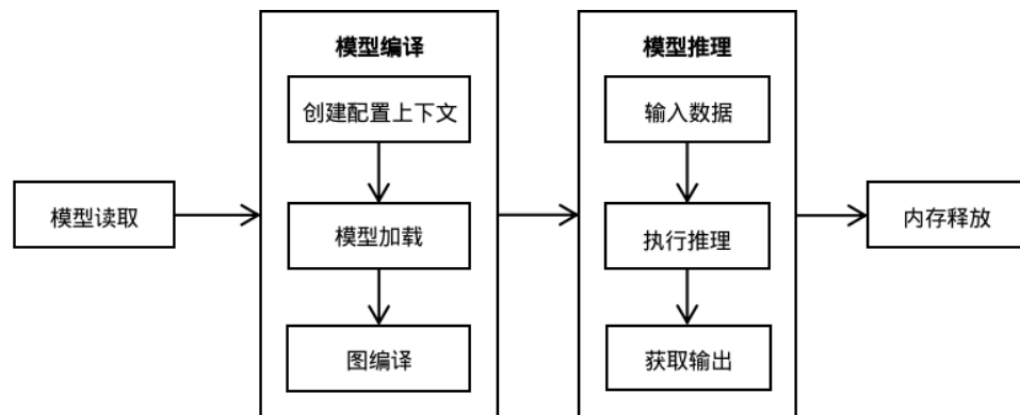 模型读取
模型编译
创建配置上下文
模型加载
图编译
模型推理
输入数据
执行推理
获取输出
内存释放